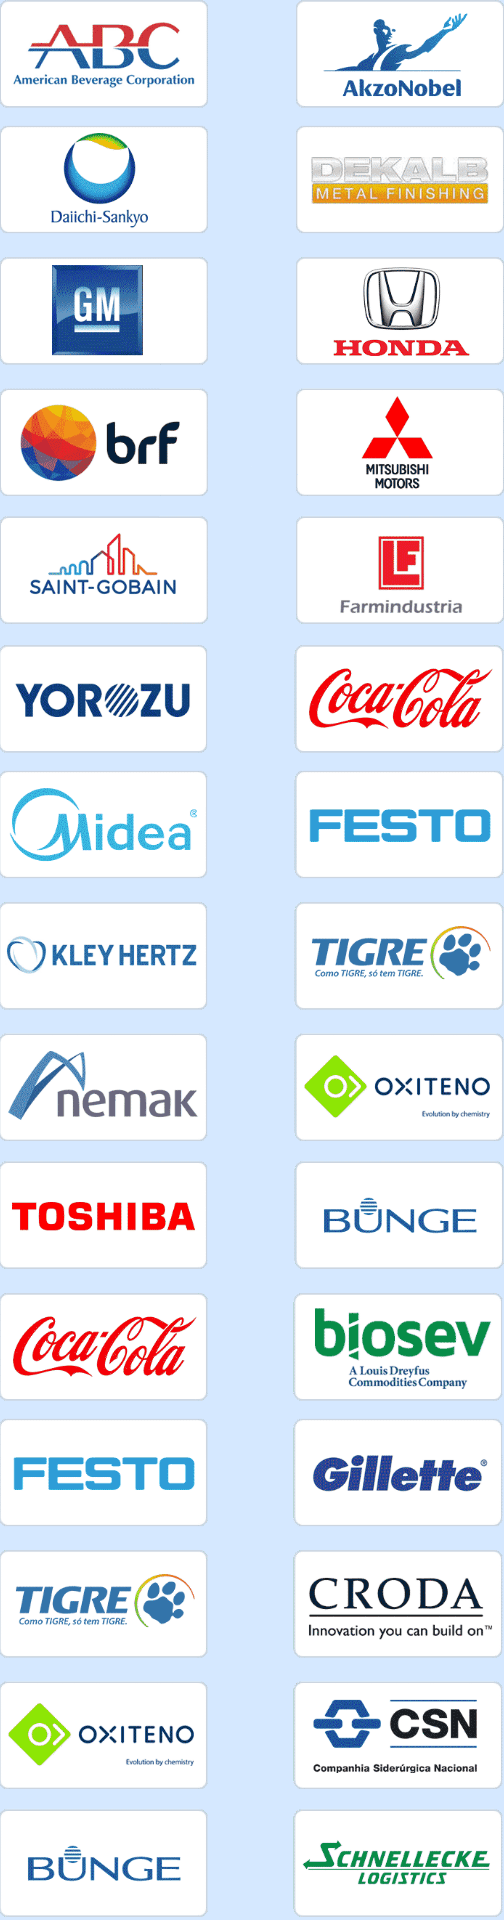 ABC
American Beverage Corporation
AkzoNobel
Daiichi-Sankyo
DEKALB
METAL FINISHING
GM
HONDA
brf
MITSUBISHI
MOTORS
SAINT-GOBAIN
LF
Farmindustria
YOROZU
Coca-Cola
Midea®
FESTO
KLEY HERTZ
TIGRE
Como TIGRE, só tem TIGRE.
nemak
OXITENO
Evolution by chemistry
TOSHIBA
BUNGE
Coca-Cola
biosev
A Louis Dreyfus
Commodities Company
FESTO
Gillette®
TIGRE
Como TIGRE, só tem TIGRE.
CRODA
Innovation you can build on™
OXITENO
Evolution by chemistry
CSN
Companhia Siderúrgica Nacional
BUNGE
SCHNELLECKE
LOGISTICS